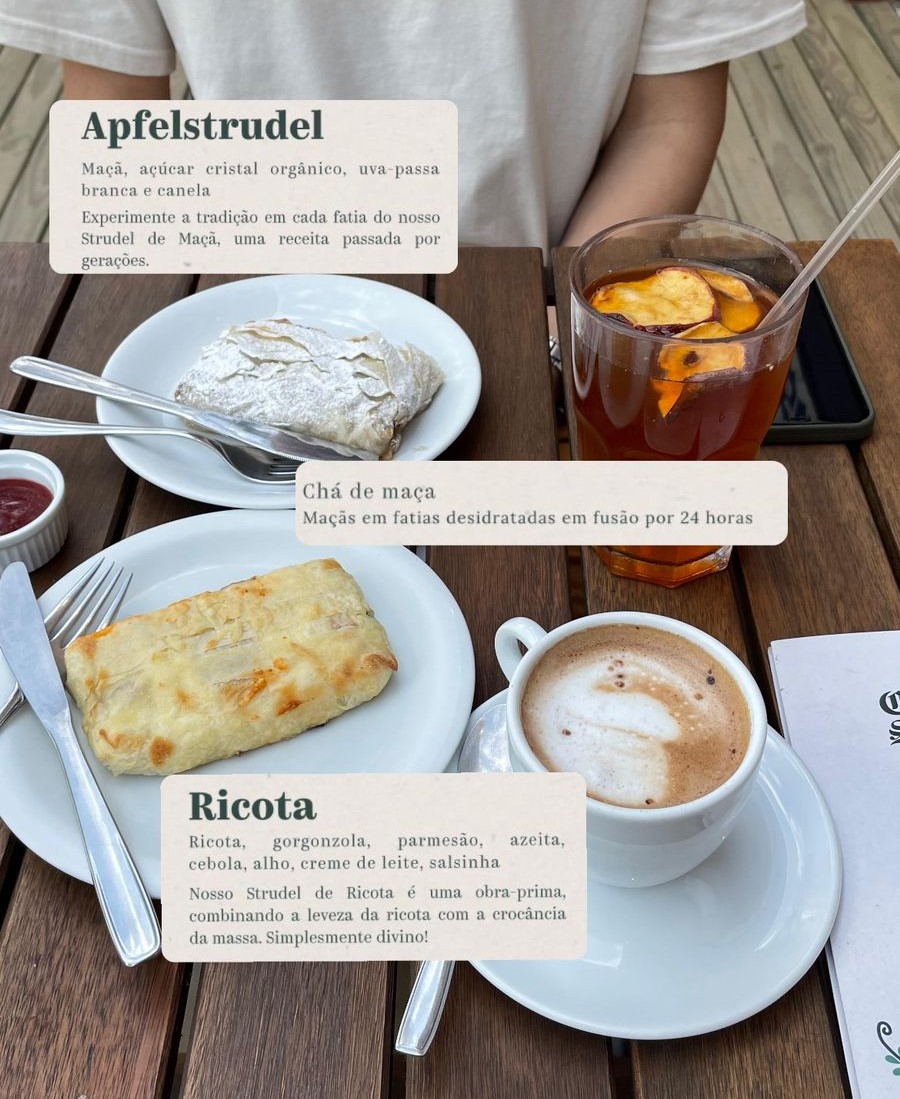 Apfelstrudel
Maçã, açúcar cristal orgânico, uva-passa
branca e canela
Experimente a tradição em cada fatia do nosso
Strudel de Maçã, uma receita passada por
gerações.
Chá de maça
Maçãs em fatias desidratadas em fusão por 24 horas
Ricota
Ricota, gorgonzola, parmesão, azeita,
cebola, alho, creme de leite, salsinha
Nosso Strudel de Ricota é uma obra-prima,
combinando a leveza da ricota com a crocância
da massa. Simplesmente divino!